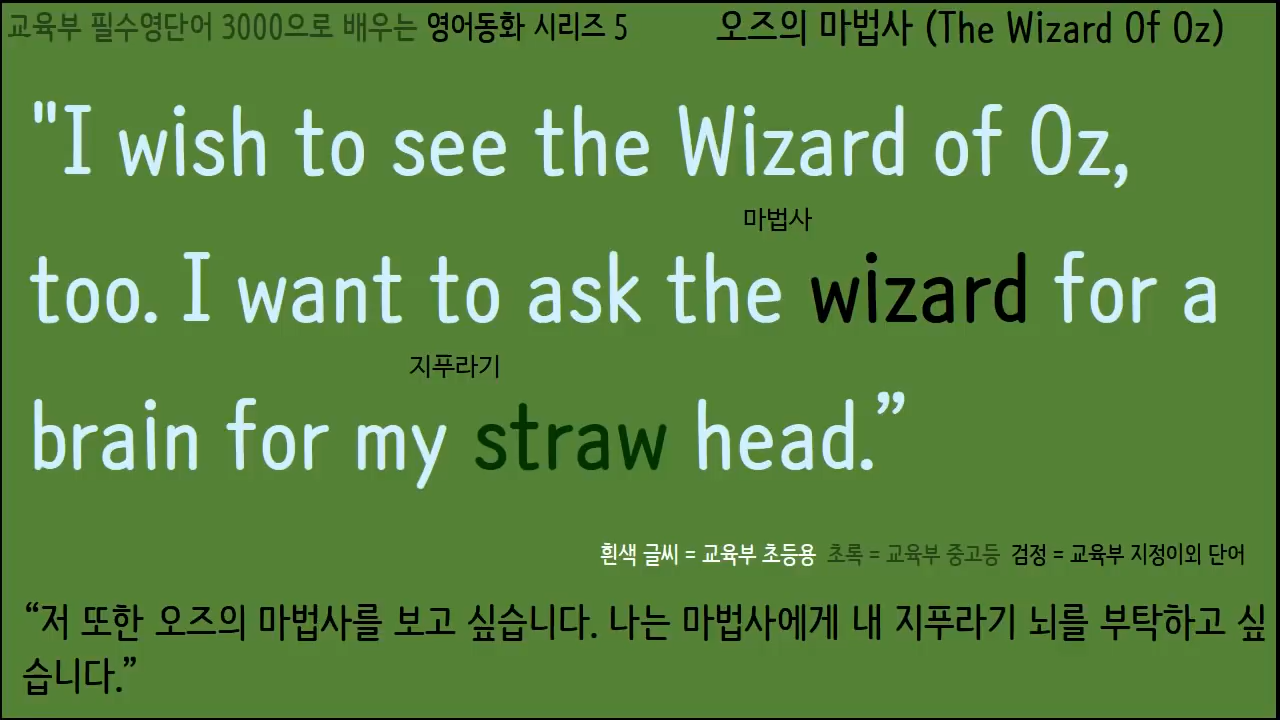 교육부 필수영단어 3000으로 배우는 영어동화 시리즈 5 오즈의 마법사 (The Wizard Of Oz)
"I wish to see the Wizard of Oz,
마법사
too. I want to ask the wizard for a
지푸라기
brain for my straw head.”
흰색 글씨 = 교육부 초등용 초록 = 교육부 중고등 검정 = 교육부 지정이외 단어
“저 또한 오즈의 마법사를 보고 싶습니다. 나는 마법사에게 내 지푸라기 뇌를 부탁하고 싶
습니다.”